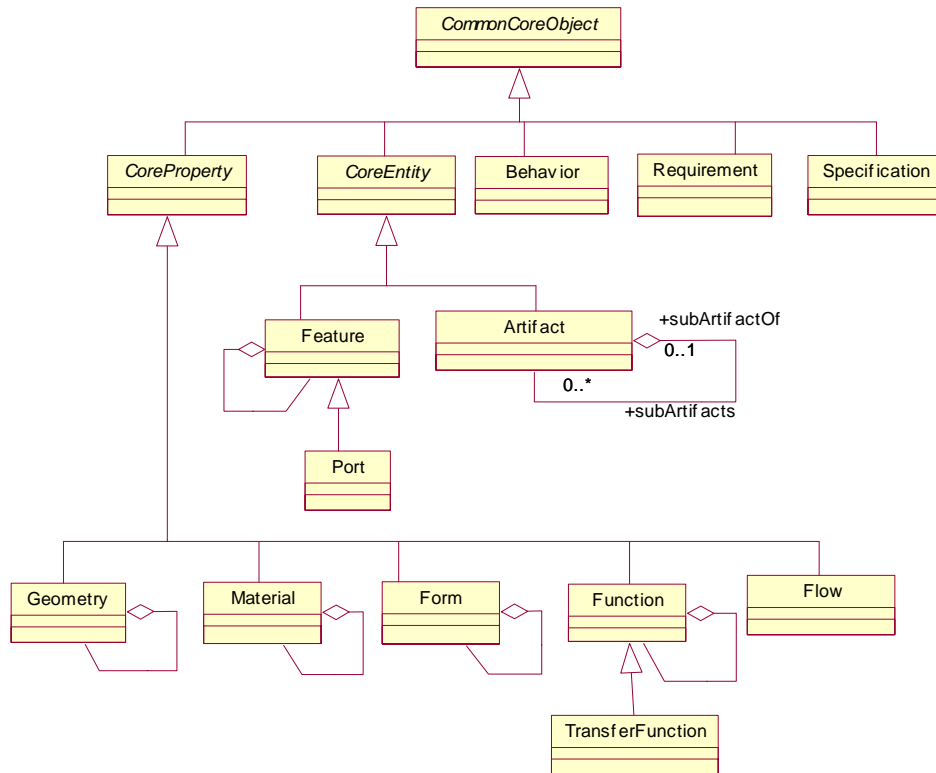 CommonCoreObject
CoreProperty
CoreEntity
Behavior
Requirement
Specification
Feature
Artifact
+subArtifactOf
0..1
0..*
+subArtifacts
Port
Geometry
Material
Form
Function
Flow
TransferFunction